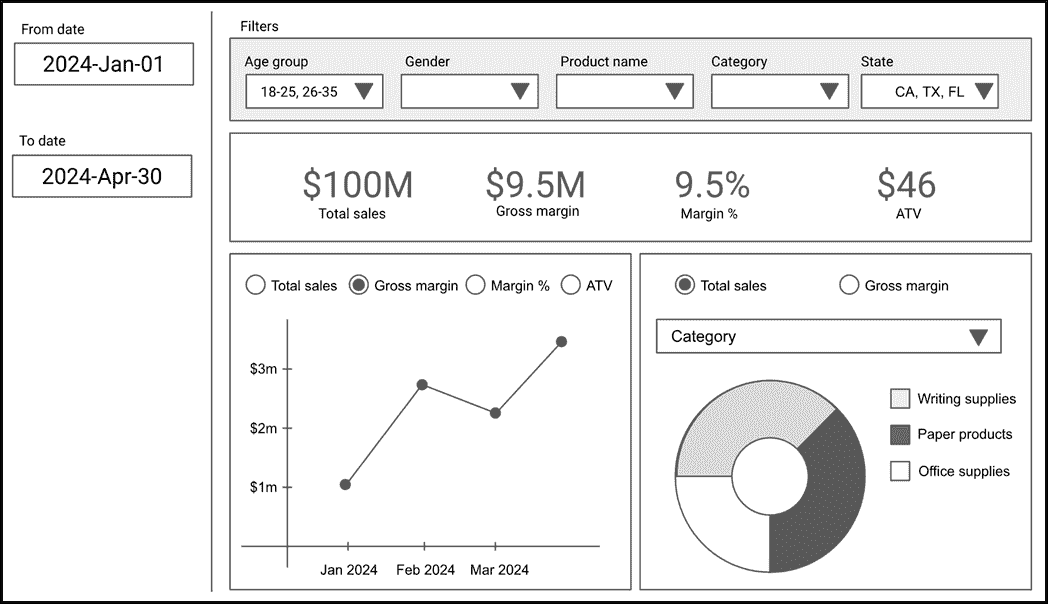 From date
2024-Jan-01
To date
2024-Apr-30
Filters
Age group Gender Product name Category State
18-25, 26-35 CA, TX, FL
$100M $9.5M 9.5% $46
Total sales Gross margin Margin % ATV
Total sales Gross margin Margin % ATV
$3m
$2m
$1m
Jan 2024 Feb 2024 Mar 2024
Total sales Gross margin
Category
Writing supplies
Paper products
Office supplies